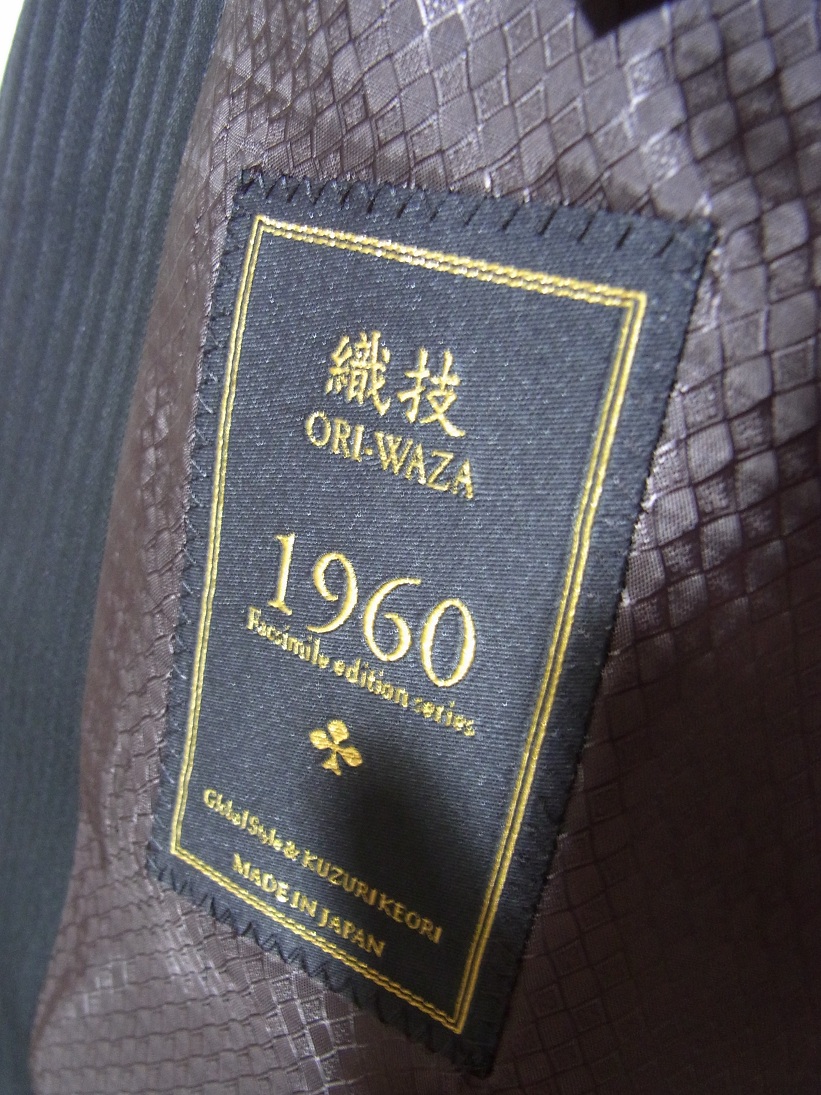 織技
ORI-WAZA
1960
Facsimile edition series
Global Style & KUZURI KEORI
MADE IN JAPAN